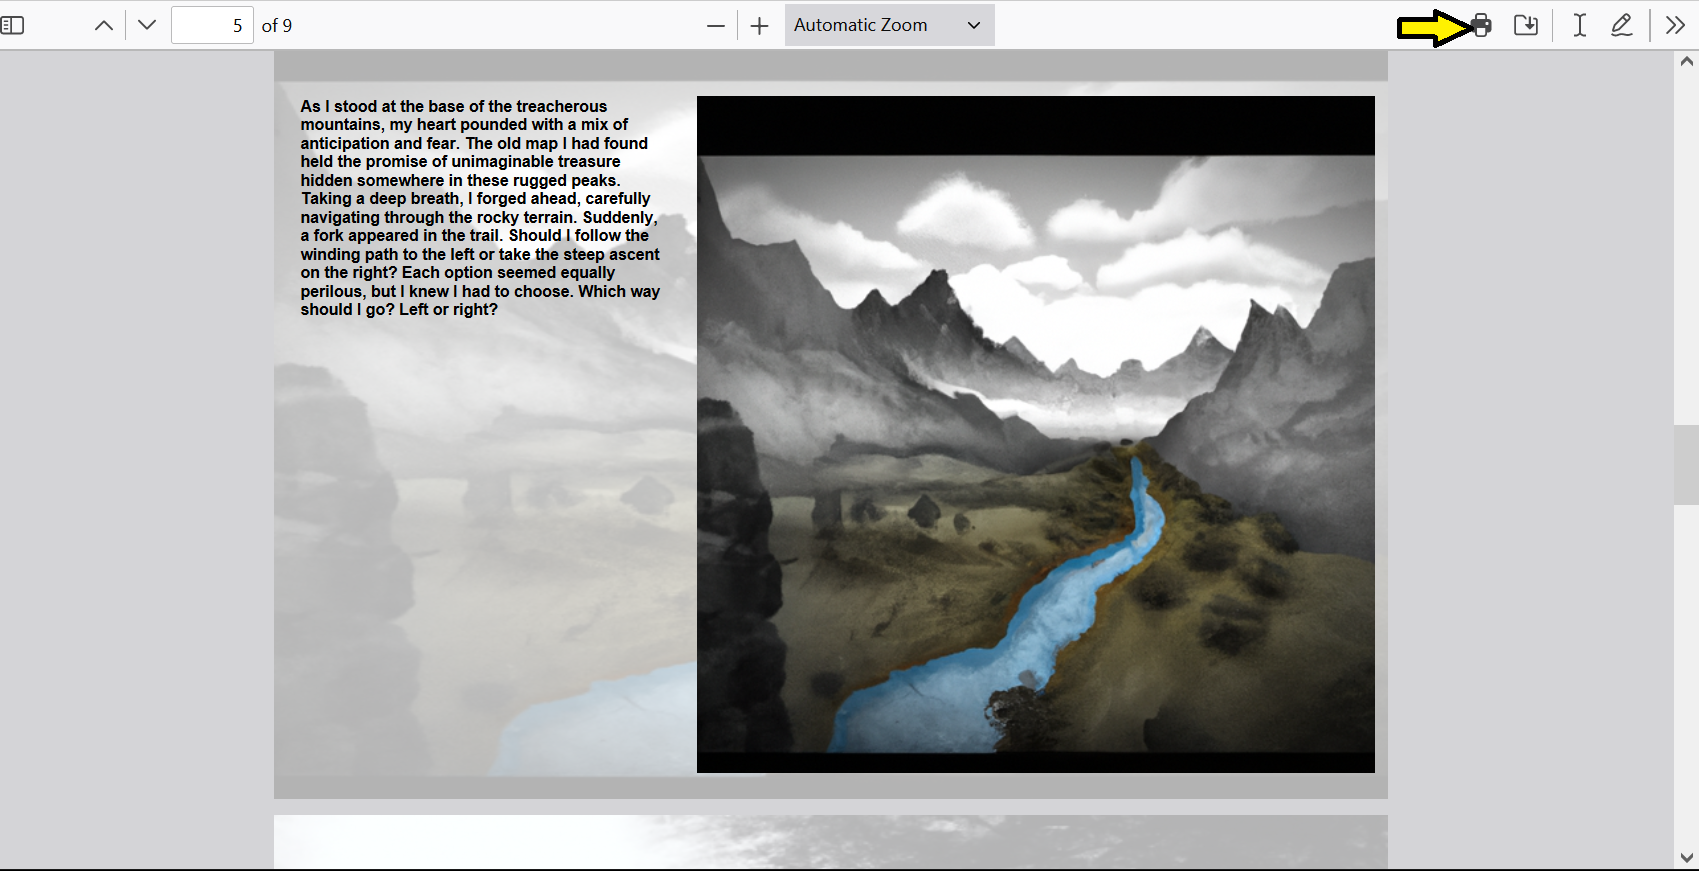 5 of 9
Automatic Zoom
As I stood at the base of the treacherous
mountains, my heart pounded with a mix of
anticipation and fear. The old map I had found
held the promise of unimaginable treasure
hidden somewhere in these rugged peaks.
Taking a deep breath, I forged ahead, carefully
navigating through the rocky terrain. Suddenly,
a fork appeared in the trail. Should I follow the
winding path to the left or take the steep ascent
on the right? Each option seemed equally
perilous, but I knew I had to choose. Which way
should I go? Left or right?